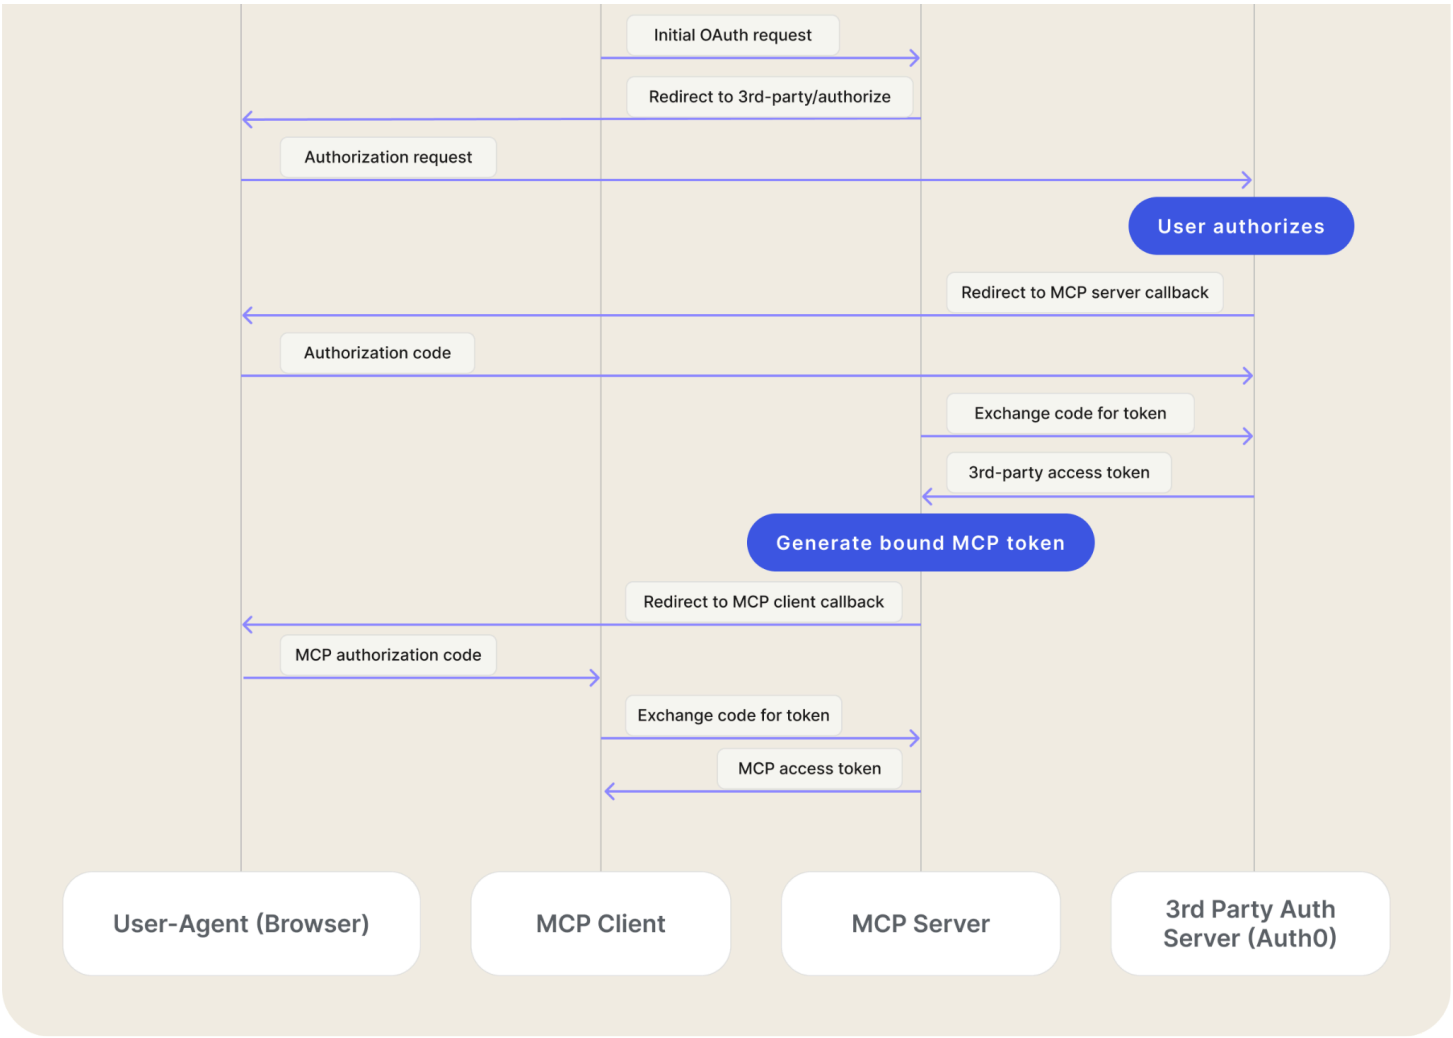 Initial OAuth request
Redirect to 3rd-party/authorize
Authorization request
User authorizes
Redirect to MCP server callback
Authorization code
Exchange code for token
3rd-party access token
Generate bound MCP token
Redirect to MCP client callback
MCP authorization code
Exchange code for token
MCP access token
User-Agent (Browser)
MCP Client
MCP Server
3rd Party Auth
Server (Auth0)